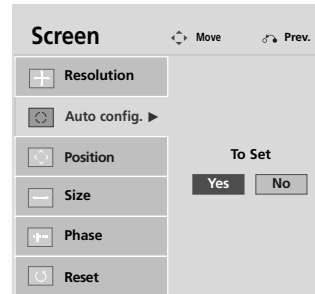 Screen
Move
Prev.
Resolution
Auto config. ►
Position
Size
Phase
Reset
To Set
Yes
No